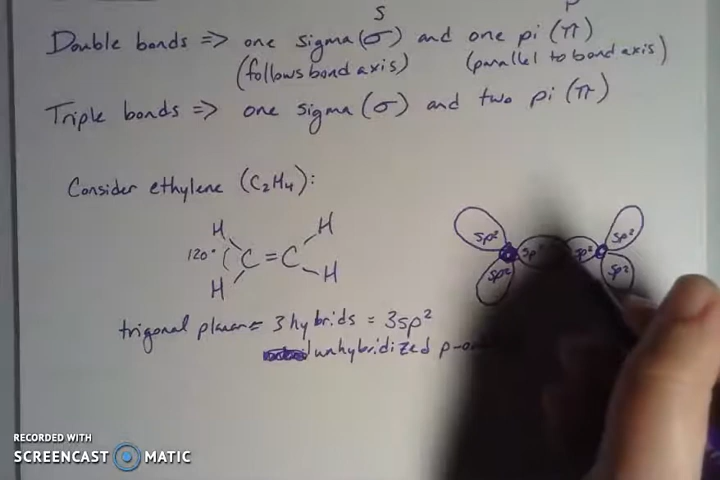 S
P
Double bonds => one sigma (σ) and one pi (π)
(follows bond axis) (parallel to bond axis)
Triple bonds => one sigma (σ) and two pi (π)
Consider ethylene (C2H4):
H H
120° C = C
H H
sp² sp² sp² sp²
sp² sp²
trigonal planar = 3 hybrids = 3sp²
unhybridized
RECORDED WITH
SCREENCAST MATIC